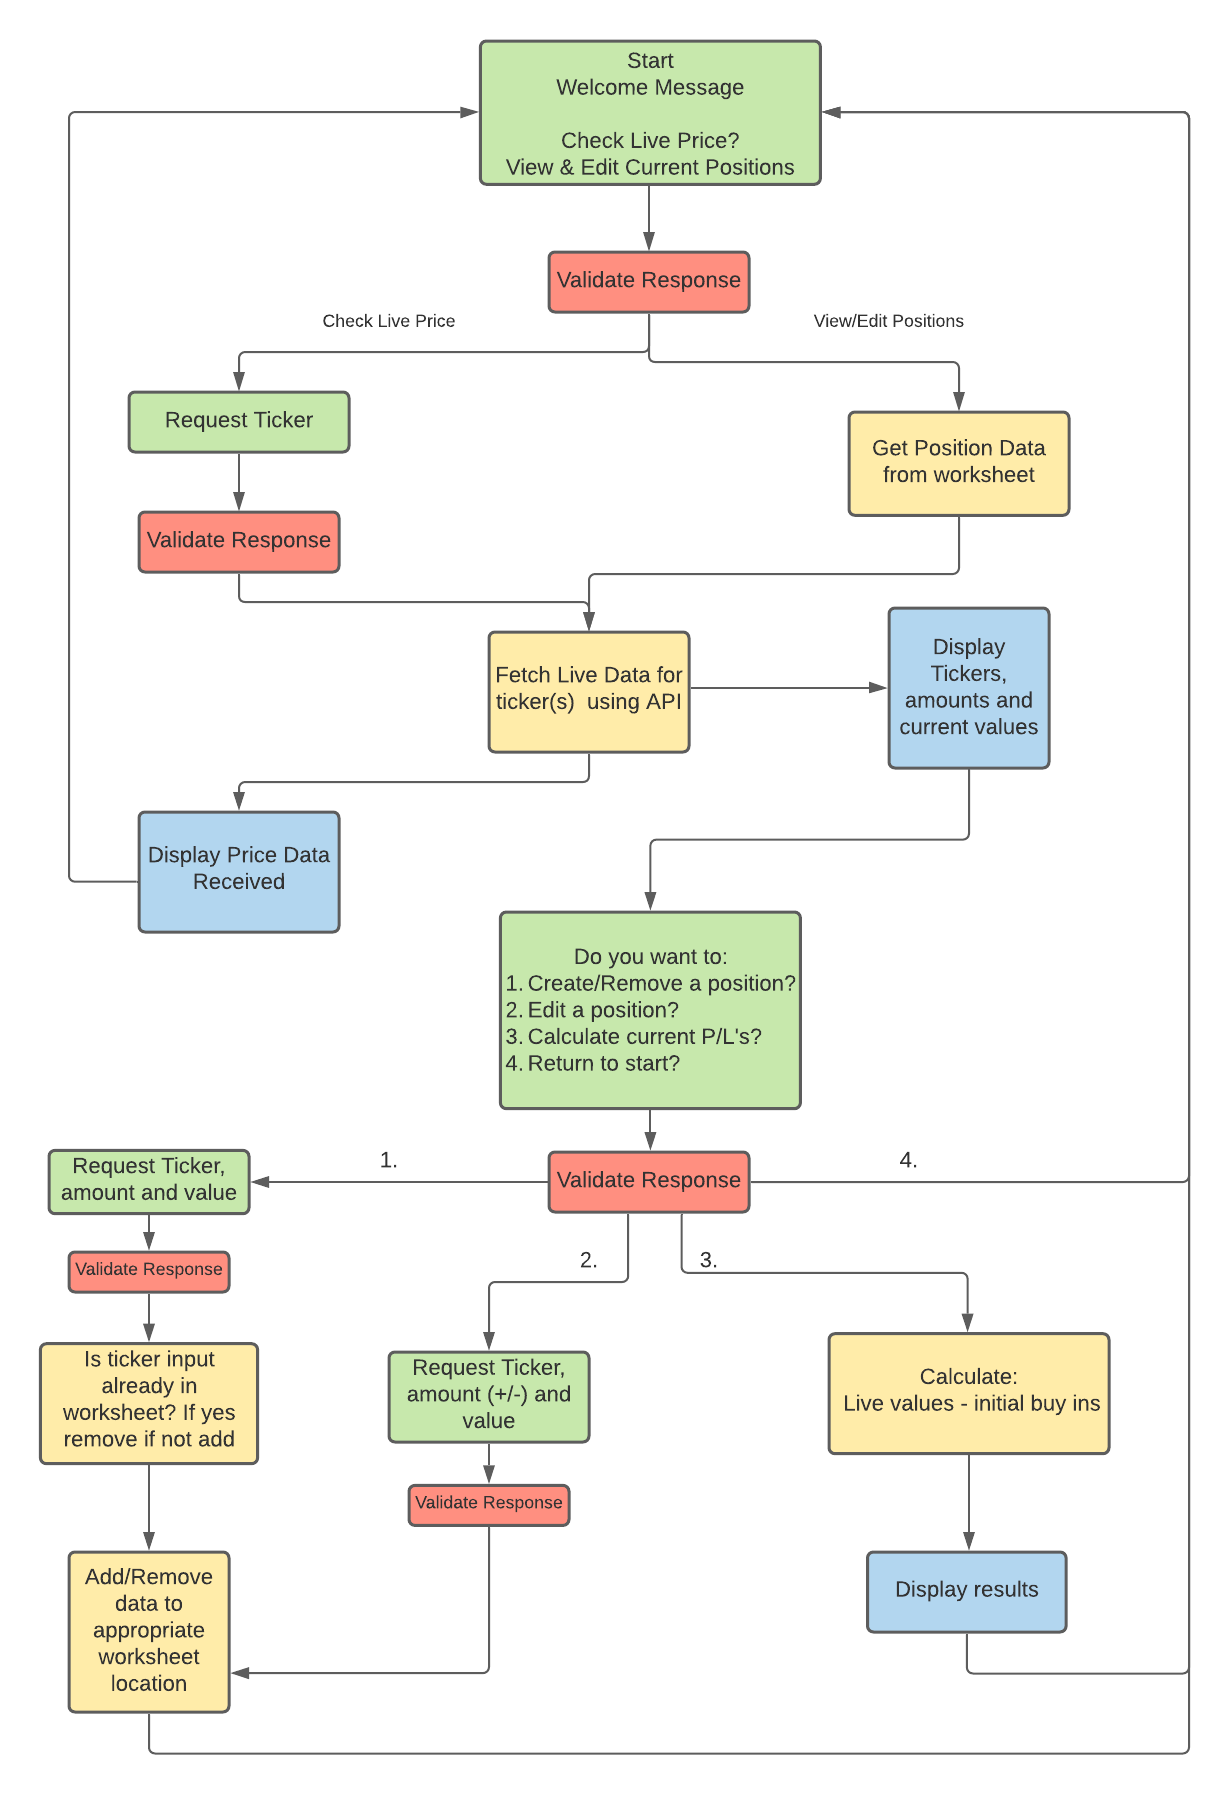 Start
Welcome Message
Check Live Price?
View & Edit Current Positions
Validate Response
Check Live Price
View/Edit Positions
Request Ticker
Get Position Data
from worksheet
Validate Response
Fetch Live Data for
ticker(s)  using API
Display
Tickers,
amounts and
current values
Display Price Data
Received
Do you want to:
1. Create/Remove a position?
2. Edit a position?
3. Calculate current P/L's?
4. Return to start?
Validate Response
1.
4.
2.
3.
Request Ticker,
amount and value
Validate Response
Is ticker input
already in
worksheet? If yes
remove if not add
Add/Remove
data to
appropriate
worksheet
location
Request Ticker,
amount (+/-) and
value
Validate Response
Calculate:
Live values - initial buy ins
Display results